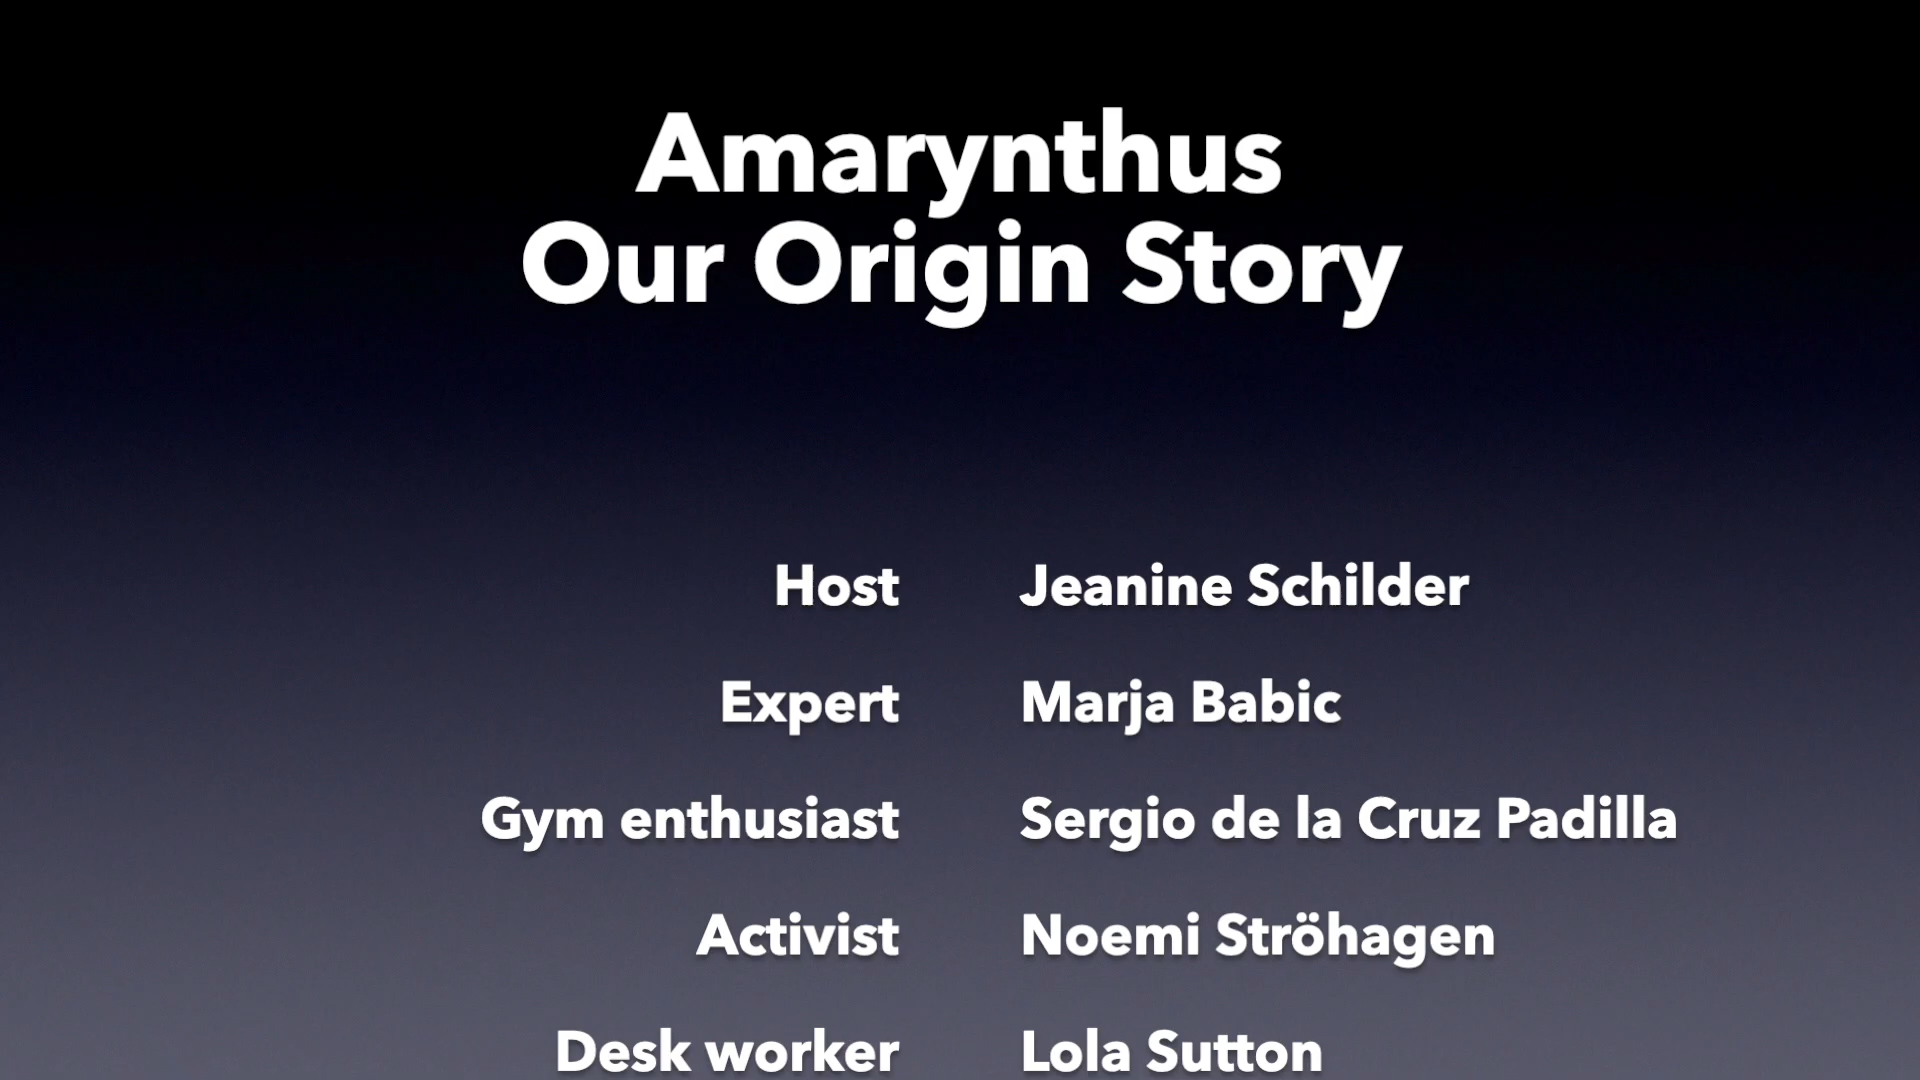 Amarynthus
Our Origin Story
Host Jeanine Schilder
Expert Marja Babic
Gym enthusiast Sergio de la Cruz Padilla
Activist Noemi Ströhagen
Desk worker Lola Sutton